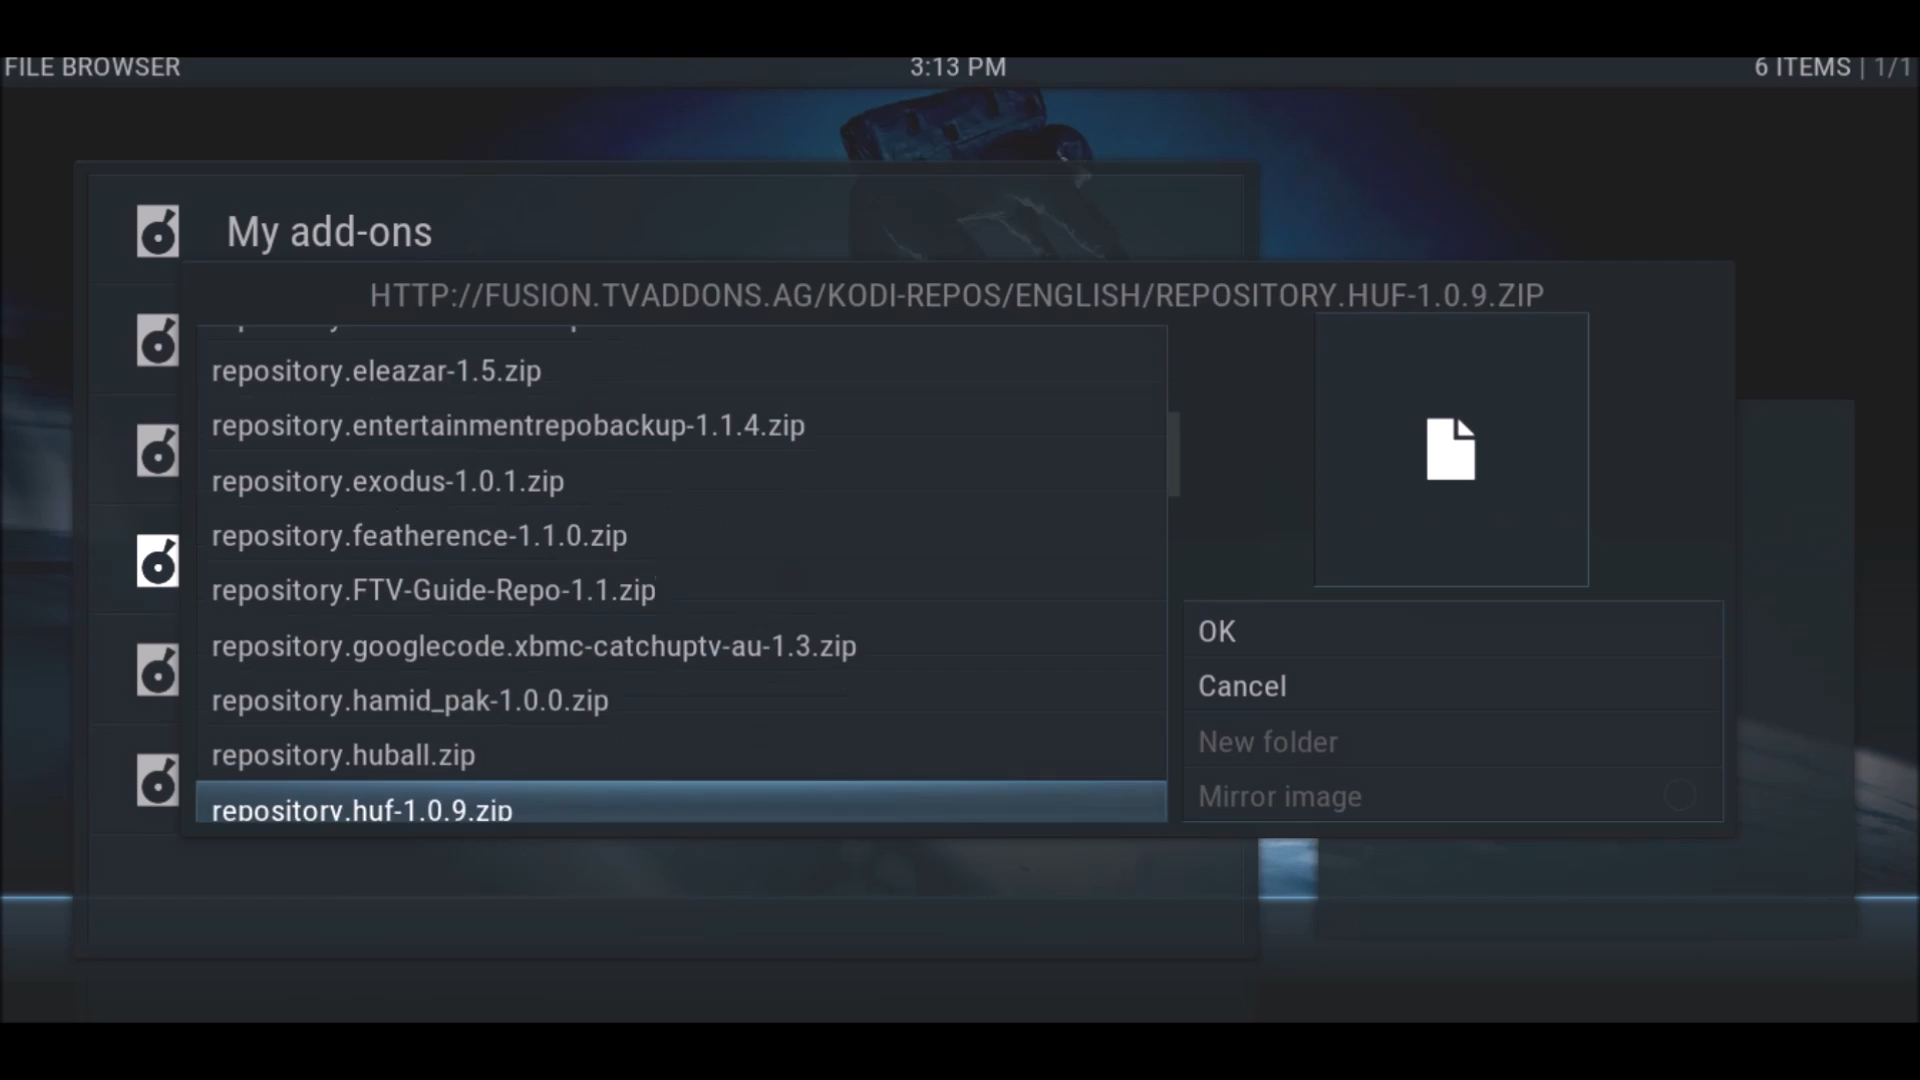 FILE BROWSER
3:13 PM
6 ITEMS | 1/1
My add-ons
HTTP://FUSION.TVADDONS.AG/KODI-REPOS/ENGLISH/REPOSITORY.HUF-1.0.9.ZIP
repository.eleazar-1.5.zip
repository.entertainmentrepobackup-1.1.4.zip
repository.exodus-1.0.1.zip
repository.featherence-1.1.0.zip
repository.FTV-Guide-Repo-1.1.zip
repository.googlecode.xbmc-catchuptv-au-1.3.zip
repository.hamid_pak-1.0.0.zip
repository.huball.zip
repository.huf-1.0.9.zip
OK
Cancel
New folder
Mirror image